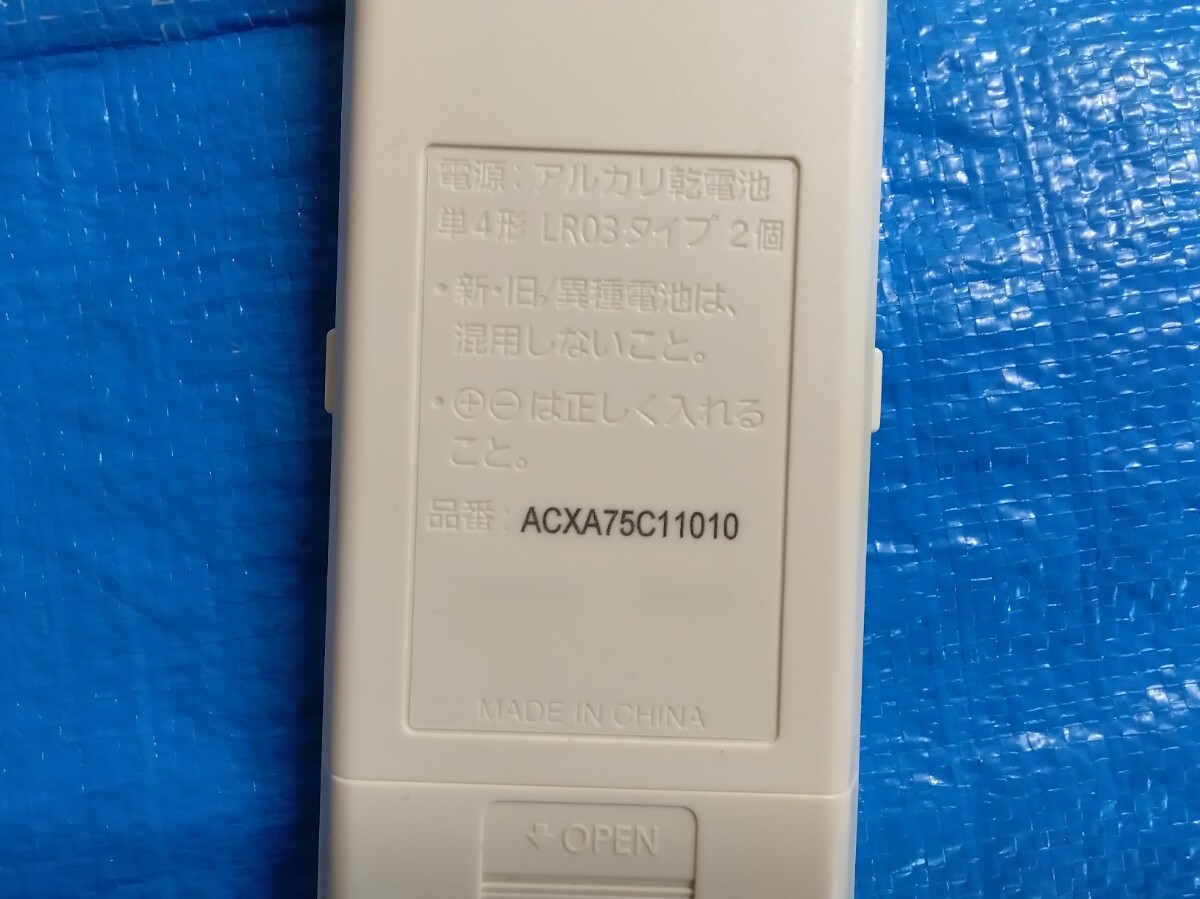 電源：アルカリ乾電池
単4形 LR03タイプ 2個
・新・旧/異種電池は、
混用しないこと。
・⊕⊖は正しく入れる
こと。
品番：ACXA75C11010
MADE IN CHINA
OPEN